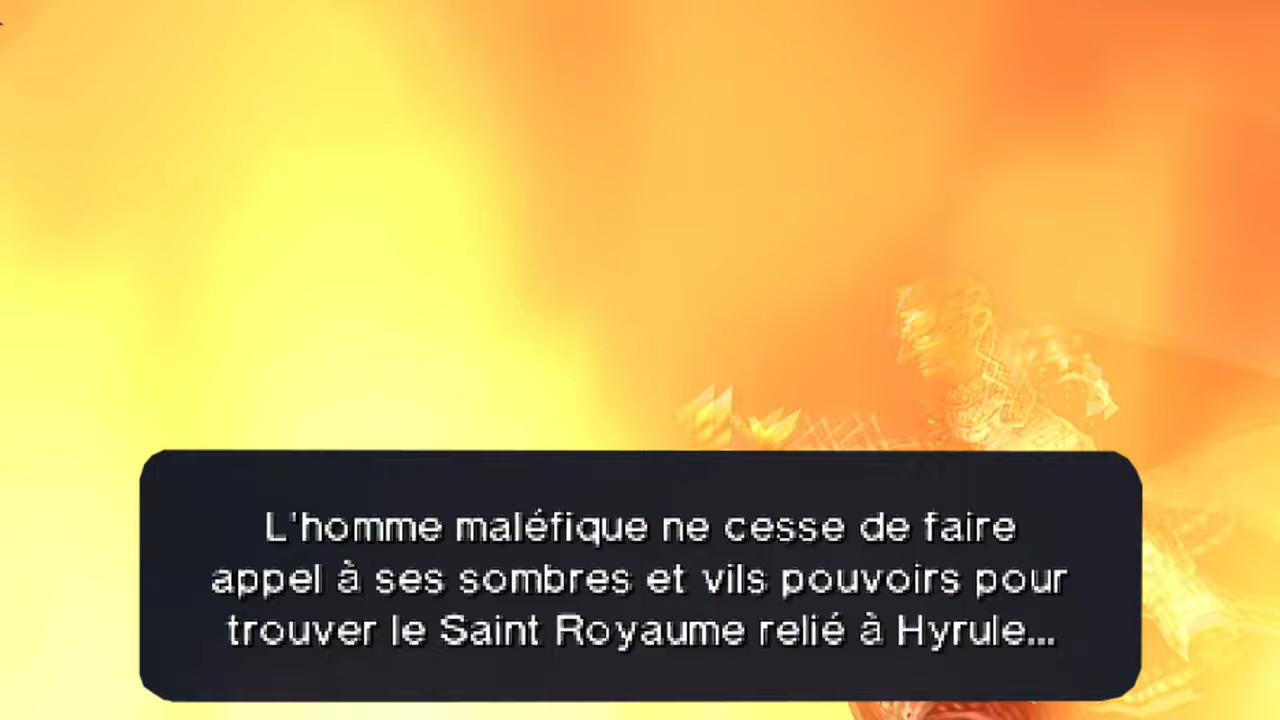 L'homme maléfique ne cesse de faire
appel à ses sombres et vils pouvoirs pour
trouver le Saint Royaume relié à Hyrule...